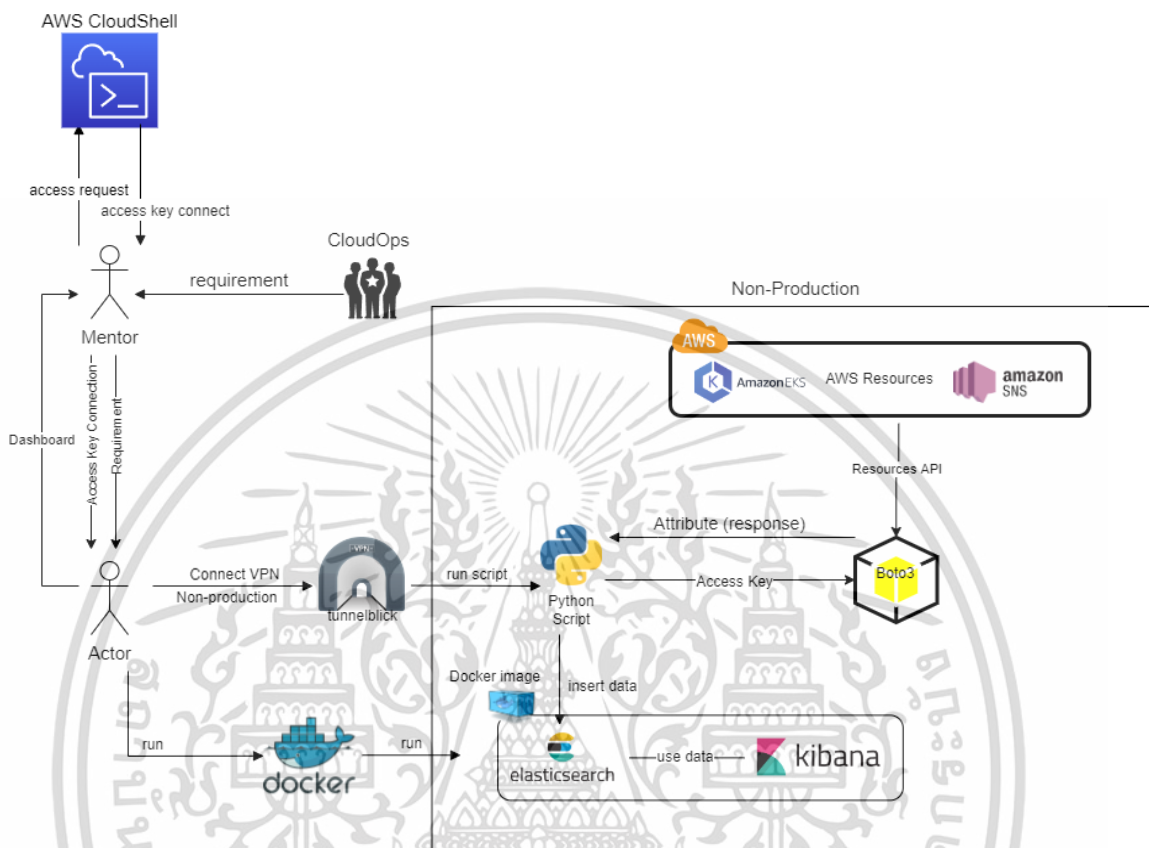 AWS CloudShell
access request
access key connect
CloudOps
requirement
Mentor
Non-Production
AWS
Amazon EKS
AWS Resources
amazon
SNS
Dashboard
Access Key Connection
Requirement
Resources API
Attribute (response)
Boto3
Access Key
Connect VPN
Non-production
VPN
tunnelblick
run script
Python
Script
Actor
Docker image
insert data
run
docker
run
elasticsearch
use data
kibana